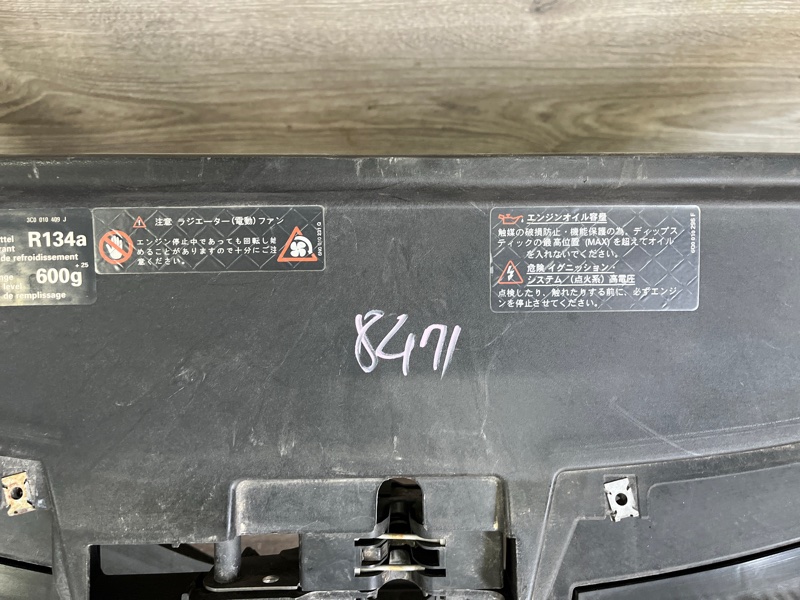 3C0 010 409 J
ttel
R134a
rant
de refroidissement
± 25
600g
level
de remplissage
注意 ラジエーター(電動)ファン
エンジン停止中であっても回転し始
めることがありますので十分にご注
意ください。
エンジンオイル容量
触媒の破損防止・機能保護の為、ディップス
ティックの最高位置 (MAX) を超えてオイル
を入れないでください。
危険 イグニッション・
システム/(点火系)高電圧
点検したり、触れたりする前に、必ずエンジ
ンを停止させてください。
8471